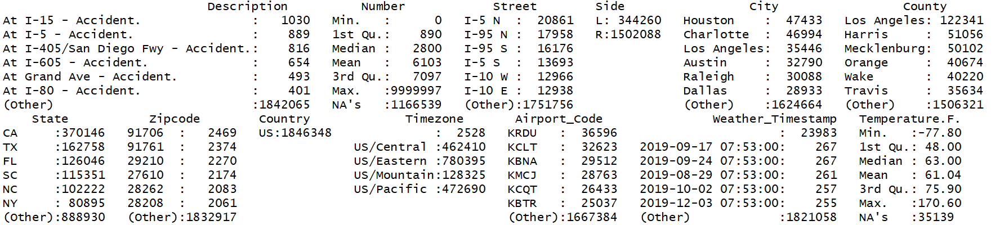 Description           Number             Street         Side                      City                  County
At I-15 - Accident.                :   1030   Min.   :      0   I-5 N  :  20861   L: 344260   Houston    :  47433   Los Angeles: 122341
At I-5 - Accident.                 :    889   1st Qu.:    890   I-95 N :  17958   R:1502088   Charlotte  :  46994   Harris     :  51056
At I-405/San Diego Fwy - Accident.:    816   Median :   2800   I-95 S :  16176               Los Angeles:  35446   Mecklenburg:  50102
At I-605 - Accident.               :    654   Mean   :   6103   I-5 S  :  13693               Austin     :  32790   Orange     :  40674
At Grand Ave - Accident.           :    493   3rd Qu.:   7097   I-10 W :  12966               Raleigh    :  30088   Wake       :  40220
At I-80 - Accident.                :    401   Max.   :9999997   I-10 E :  12938               Dallas     :  28933   Travis     :  35634
(Other)                            :1842065   NA's   :1166539   (Other):1751756               (Other)    :1624664   (Other)    :1506321
    State           Zipcode        Country             Timezone       Airport_Code               Weather_Timestamp   Temperature.F.
CA     :370146   91706  :   2469   US:1846348              :  2528   KRDU   :  36596                      :  23983   Min.   :-77.80
TX     :162758   91761  :   2374                US/Central :462410   KCLT   :  32623   2019-09-17 07:53:00:    267   1st Qu.: 48.00
FL     :126046   29210  :   2270                US/Eastern :780395   KBNA   :  29512   2019-09-24 07:53:00:    267   Median : 63.00
SC     :115351   27610  :   2174                US/Mountain:128325   KMCJ   :  28763   2019-08-29 07:53:00:    261   Mean   : 61.04
NC     :102222   28262  :   2083                US/Pacific :472690   KCQT   :  26433   2019-10-02 07:53:00:    257   3rd Qu.: 75.90
NY     : 80895   28208  :   2061                                     KBTR   :  25037   2019-12-03 07:53:00:    255   Max.   :170.60
(Other):888930   (Other):1832917                                     (Other):1667384   (Other)            :1821058   NA's   :35139